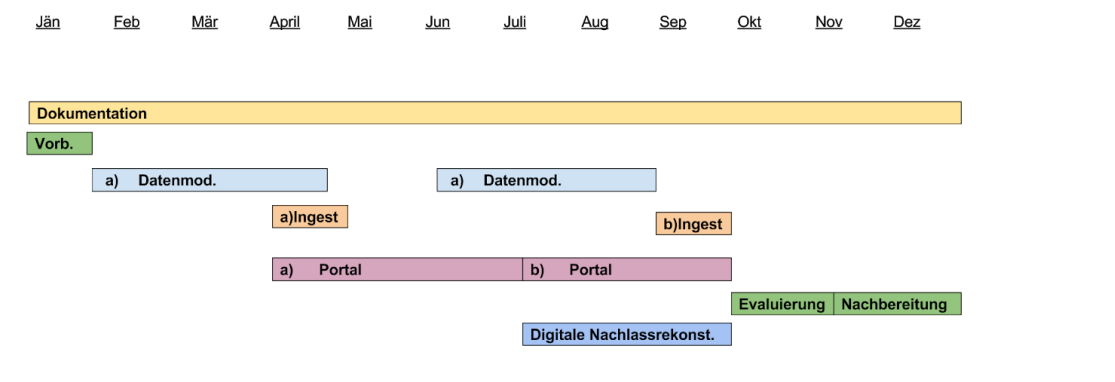 Jän Feb Mär April Mai Jun Juli Aug Sep Okt Nov Dez
Dokumentation
Vorb.
a) Datenmod. a) Datenmod.
a)Ingest b)Ingest
a) Portal b) Portal
Evaluierung Nachbereitung
Digitale Nachlassrekonst.